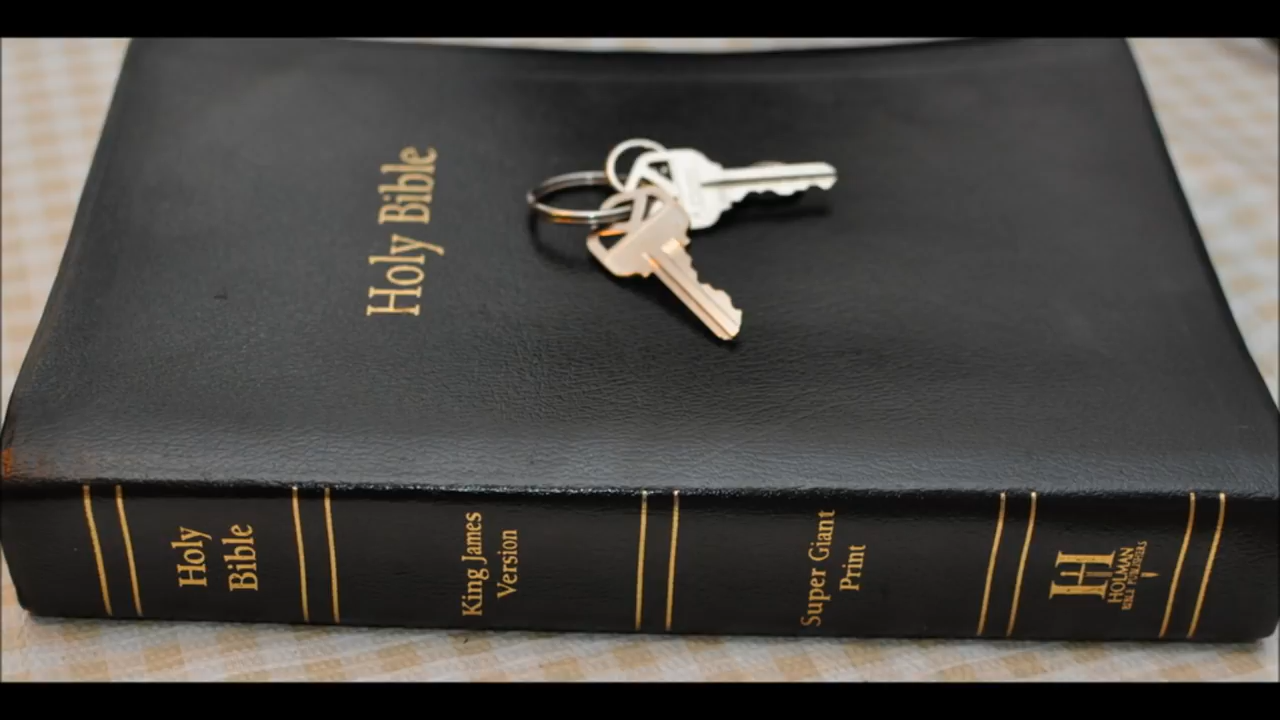 Holy Bible
Holy
Bible
King James
Version
Super Giant
Print
HOLMAN
BIBLE PUBLISHERS